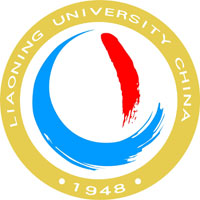 LIAONING UNIVERSITY CHINA
· 1948 ·